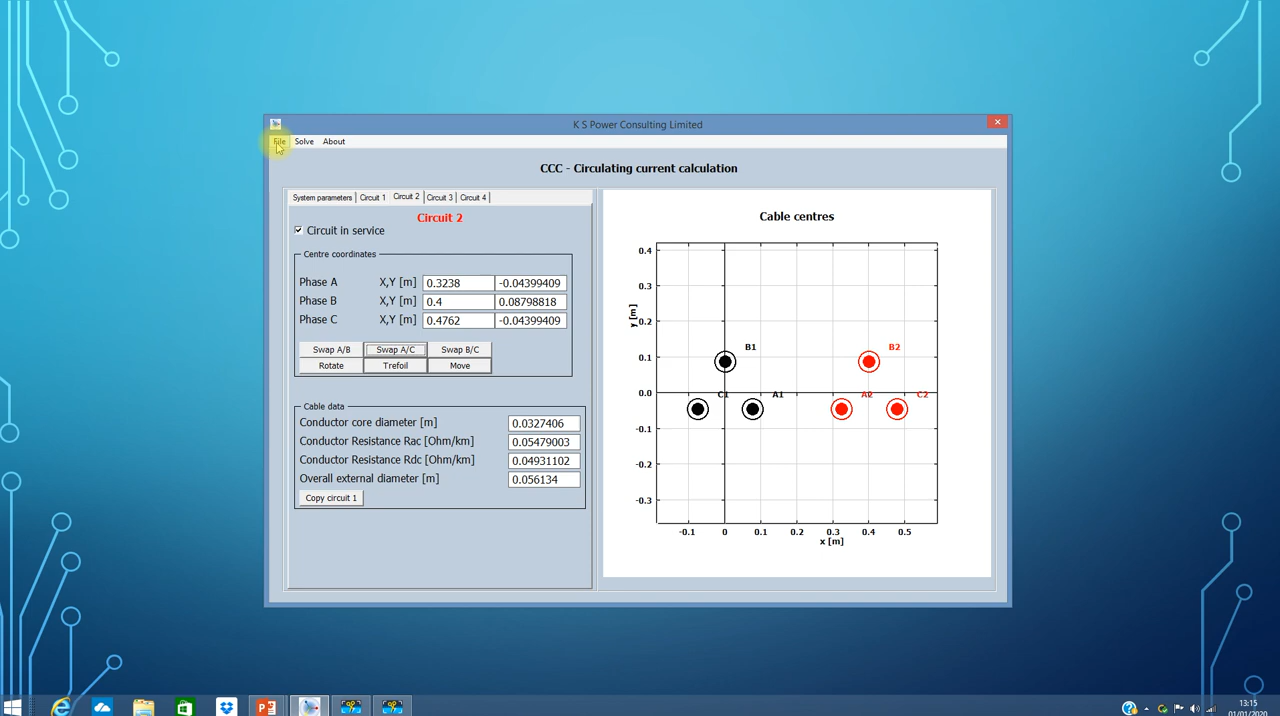 K S Power Consulting Limited
File Solve About
CCC - Circulating current calculation
System parameters Circuit 1 Circuit 2 Circuit 3 Circuit 4
Circuit 2
Circuit in service
Centre coordinates
Phase A X,Y [m] 0.3238 -0.04399409
Phase B X,Y [m] 0.4 0.08798818
Phase C X,Y [m] 0.4762 -0.04399409
Swap A/B Swap A/C Swap B/C
Rotate Trefoil Move
Cable data
Conductor core diameter [m] 0.0327406
Conductor Resistance Rac [Ohm/km] 0.05479003
Conductor Resistance Rdc [Ohm/km] 0.04931102
Overall external diameter [m] 0.056134
Copy circuit 1
Cable centres
0.4
0.3
0.2
0.1
0.0
-0.1
-0.2
-0.3
y [m]
B1 B2
C1 A1 A2 C2
-0.1 0 0.1 0.2 0.3 0.4 0.5
x [m]
13:15
01/01/2020